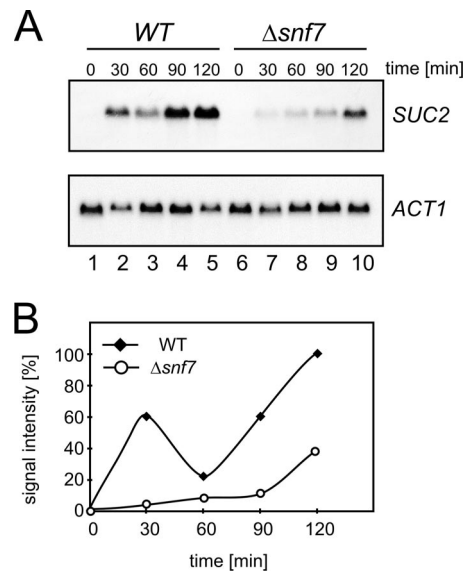 A
WT Δsnf7
0 30 60 90 120 0 30 60 90 120 time [min]
SUC2
ACT1
1 2 3 4 5 6 7 8 9 10
B
WT
Δsnf7
signal intensity [%]
100
80
60
40
20
0
0 30 60 90 120
time [min]